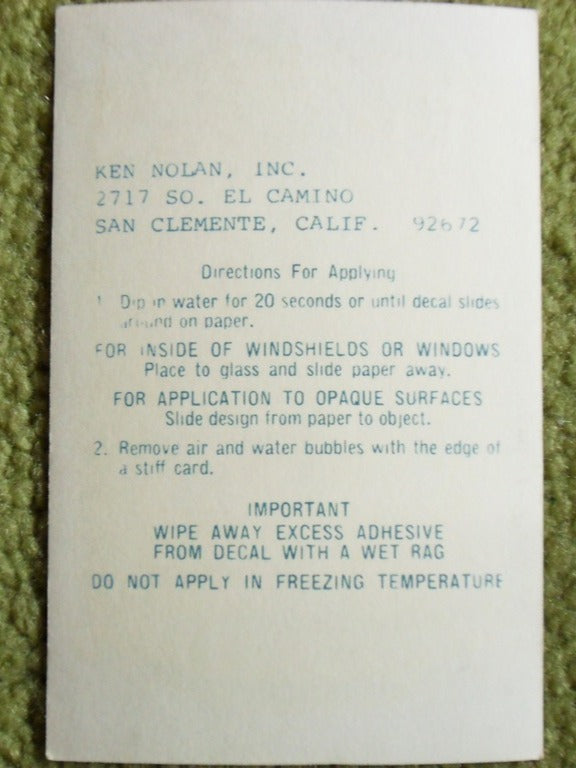 KEN NOLAN, INC.
2717 SO. EL CAMINO
SAN CLEMENTE, CALIF. 92672
Directions For Applying
1. Dip in water for 20 seconds or until decal slides
around on paper.
FOR INSIDE OF WINDSHIELDS OR WINDOWS
Place to glass and slide paper away.
FOR APPLICATION TO OPAQUE SURFACES
Slide design from paper to object.
2. Remove air and water bubbles with the edge of
a stiff card.
IMPORTANT
WIPE AWAY EXCESS ADHESIVE
FROM DECAL WITH A WET RAG
DO NOT APPLY IN FREEZING TEMPERATURE